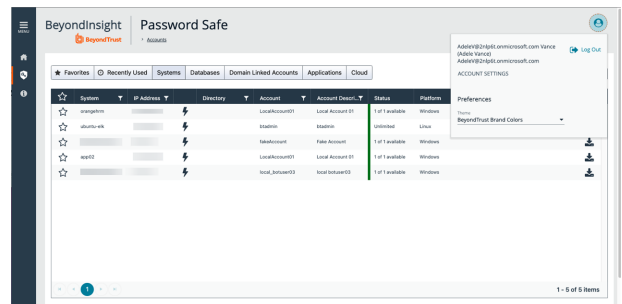 MENU
BeyondInsight
BeyondTrust
Password Safe
Accounts
AdeleV@2nlp6t.onmicrosoft.com Vance
(Adele Vance)
AdeleV@2nlp6t.onmicrosoft.com
Log Out
ACCOUNT SETTINGS
Preferences
Theme
BeyondTrust Brand Colors
Favorites Recently Used Systems Databases Domain Linked Accounts Applications Cloud
System IP Address Directory Account Account Descri... Status Platform
orangehrm LocalAccount01 Local Account 01 1 of 1 available Windows
ubuntu-elk btadmin btadmin Unlimited Linux
fakeAccount Fake Account 1 of 1 available Windows
app02 LocalAccount01 Local Account 01 1 of 1 available Windows
local_botuser03 local botuser03 1 of 1 available Windows
1
1 - 5 of 5 items